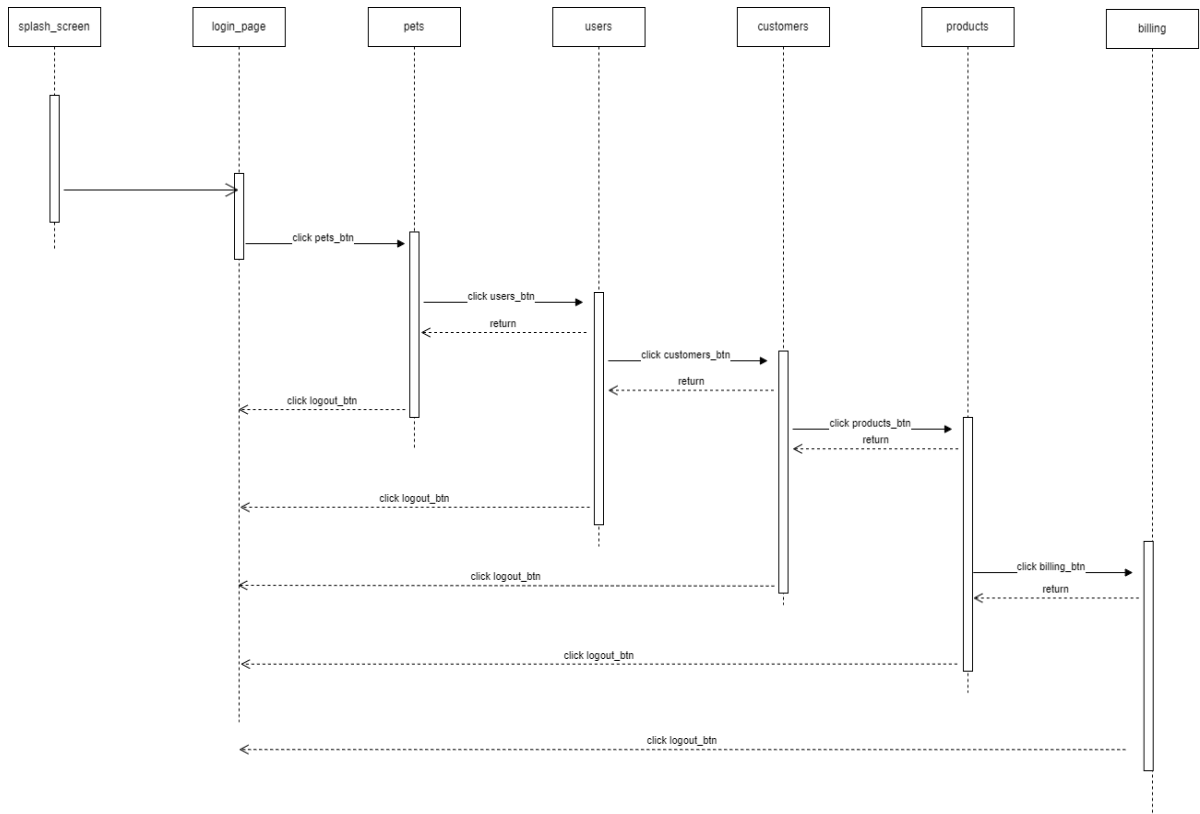 splash_screen
login_page
pets
users
customers
products
billing
click pets_btn
click users_btn
return
click customers_btn
return
click logout_btn
click products_btn
return
click logout_btn
click billing_btn
click logout_btn
return
click logout_btn
click logout_btn